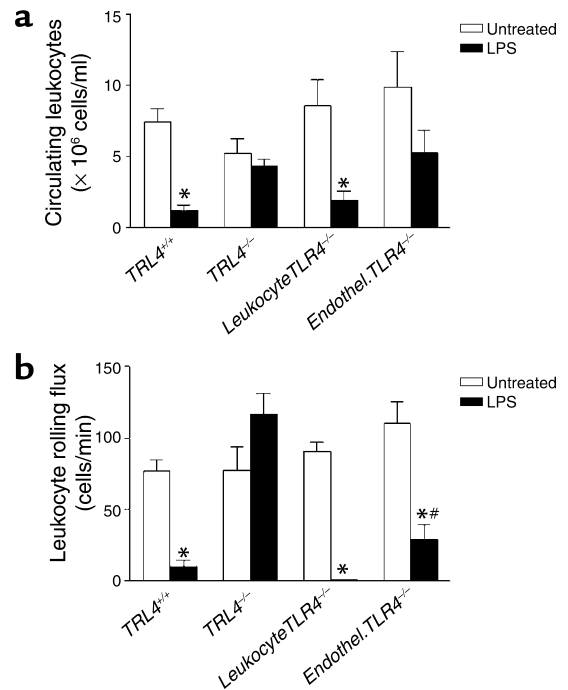 a
Circulating leukocytes
(× 10⁶ cells/ml)
15
10
5
0
Untreated
LPS
*
*
TRL4⁺/⁺
TRL4⁻/⁻
LeukocyteTLR4⁻/⁻
Endothel.TLR4⁻/⁻
b
Leukocyte rolling flux
(cells/min)
150
100
50
0
Untreated
LPS
*
*
*#
TRL4⁺/⁺
TRL4⁻/⁻
LeukocyteTLR4⁻/⁻
Endothel.TLR4⁻/⁻